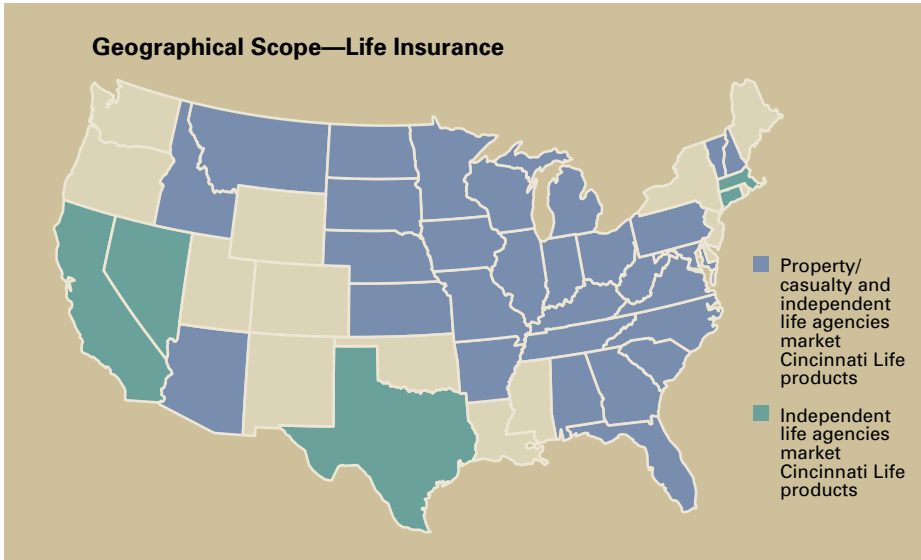 Geographical Scope—Life Insurance
Property/
casualty and
independent
life agencies
market
Cincinnati Life
products
Independent
life agencies
market
Cincinnati Life
products